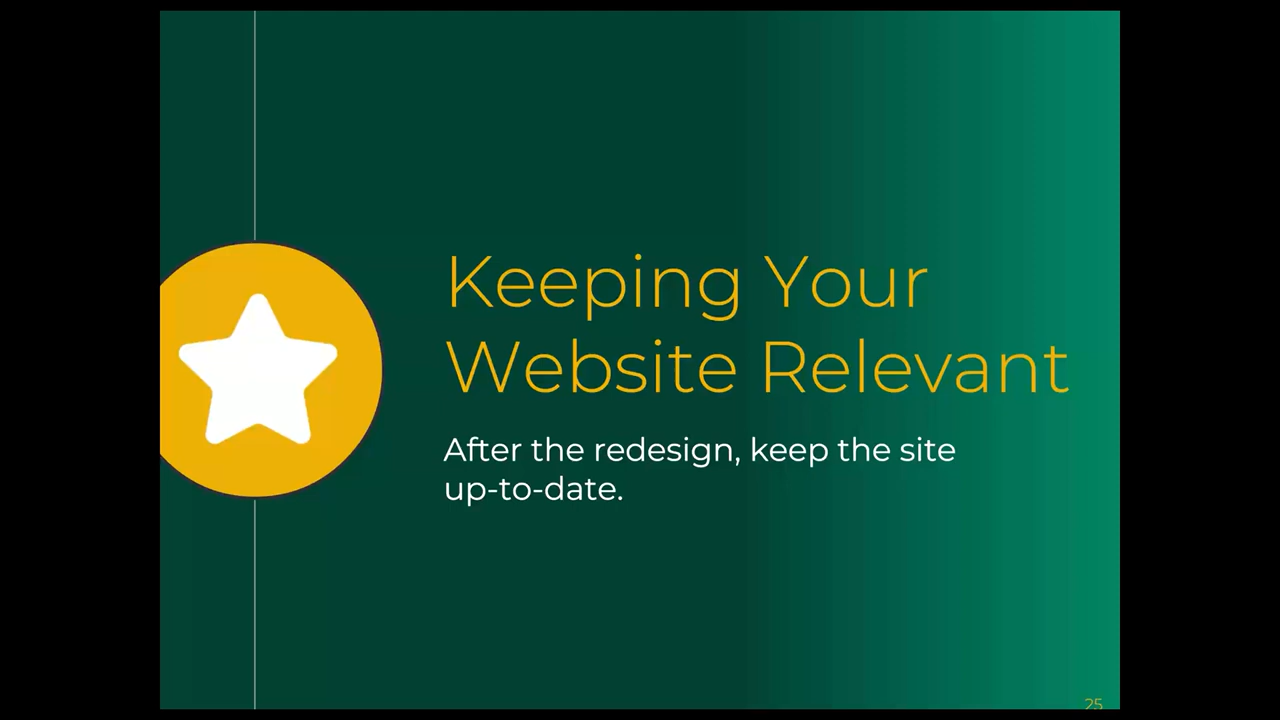 Keeping Your
Website Relevant
After the redesign, keep the site
up-to-date.
25